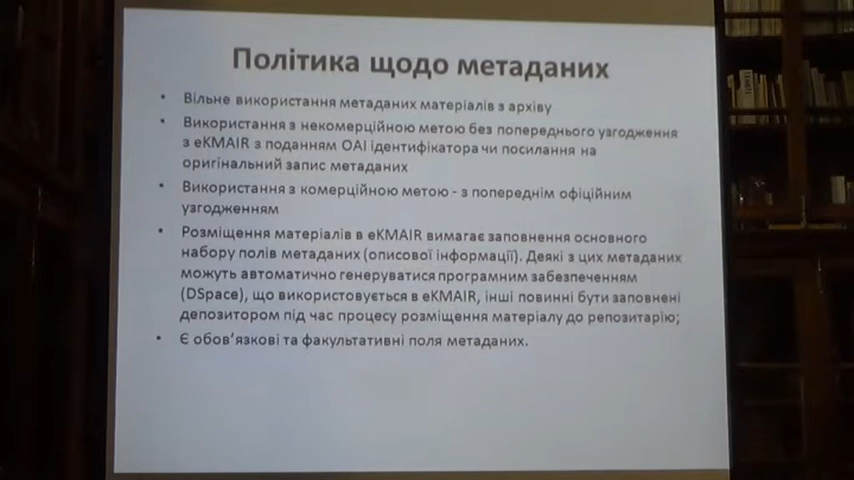 Політика щодо метаданих
• Вільне використання метаданих матеріалів з архіву
• Використання з некомерційною метою без попереднього узгодження
з eKMAIR з поданням OAI ідентифікатора чи посилання на
оригінальний запис метаданих
• Використання з комерційною метою - з попереднім офіційним
узгодженням
• Розміщення матеріалів в eKMAIR вимагає заповнення основного
набору полів метаданих (описової інформації). Деякі з цих метаданих
можуть автоматично генеруватися програмним забезпеченням
(DSpace), що використовується в eKMAIR, інші повинні бути заповнені
депозитором під час процесу розміщення матеріалу до репозитарію;
• Є обов'язкові та факультативні поля метаданих.